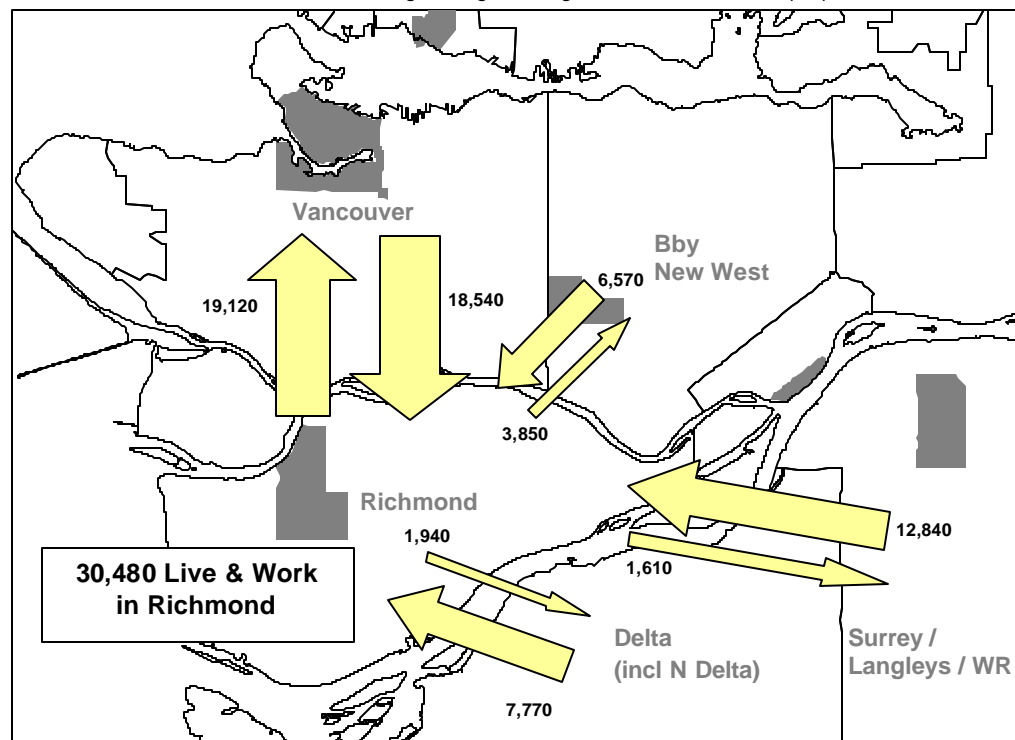 Vancouver
Bby
New West
6,570
19,120
18,540
3,850
Richmond
1,940
12,840
30,480 Live & Work
in Richmond
1,610
Delta
(incl N Delta)
Surrey /
Langleys / WR
7,770